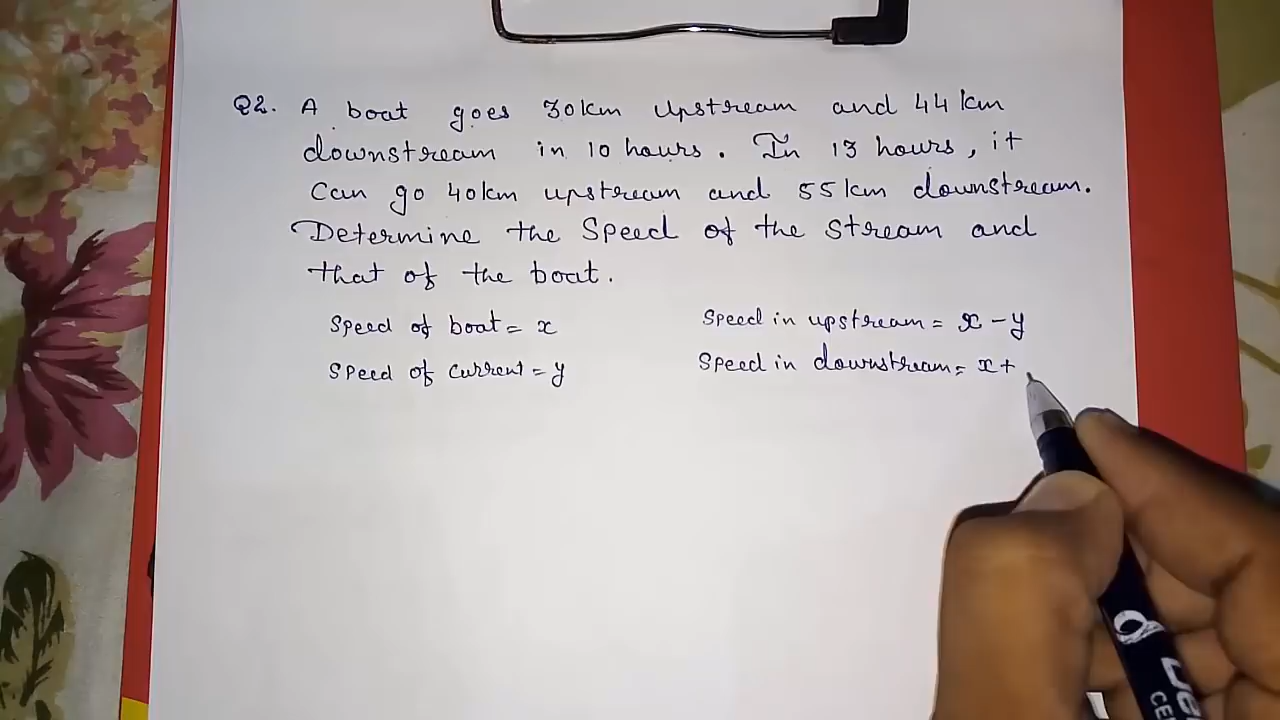 Q2. A boat goes 30km Upstream and 44 km
downstream in 10 hours. In 13 hours, it
Can go 40km upstream and 55km downstream.
Determine the Speed of the stream and
that of the boat.
Speed of boat = x
Speed in upstream = x - y
Speed of current = y
Speed in downstream = x +